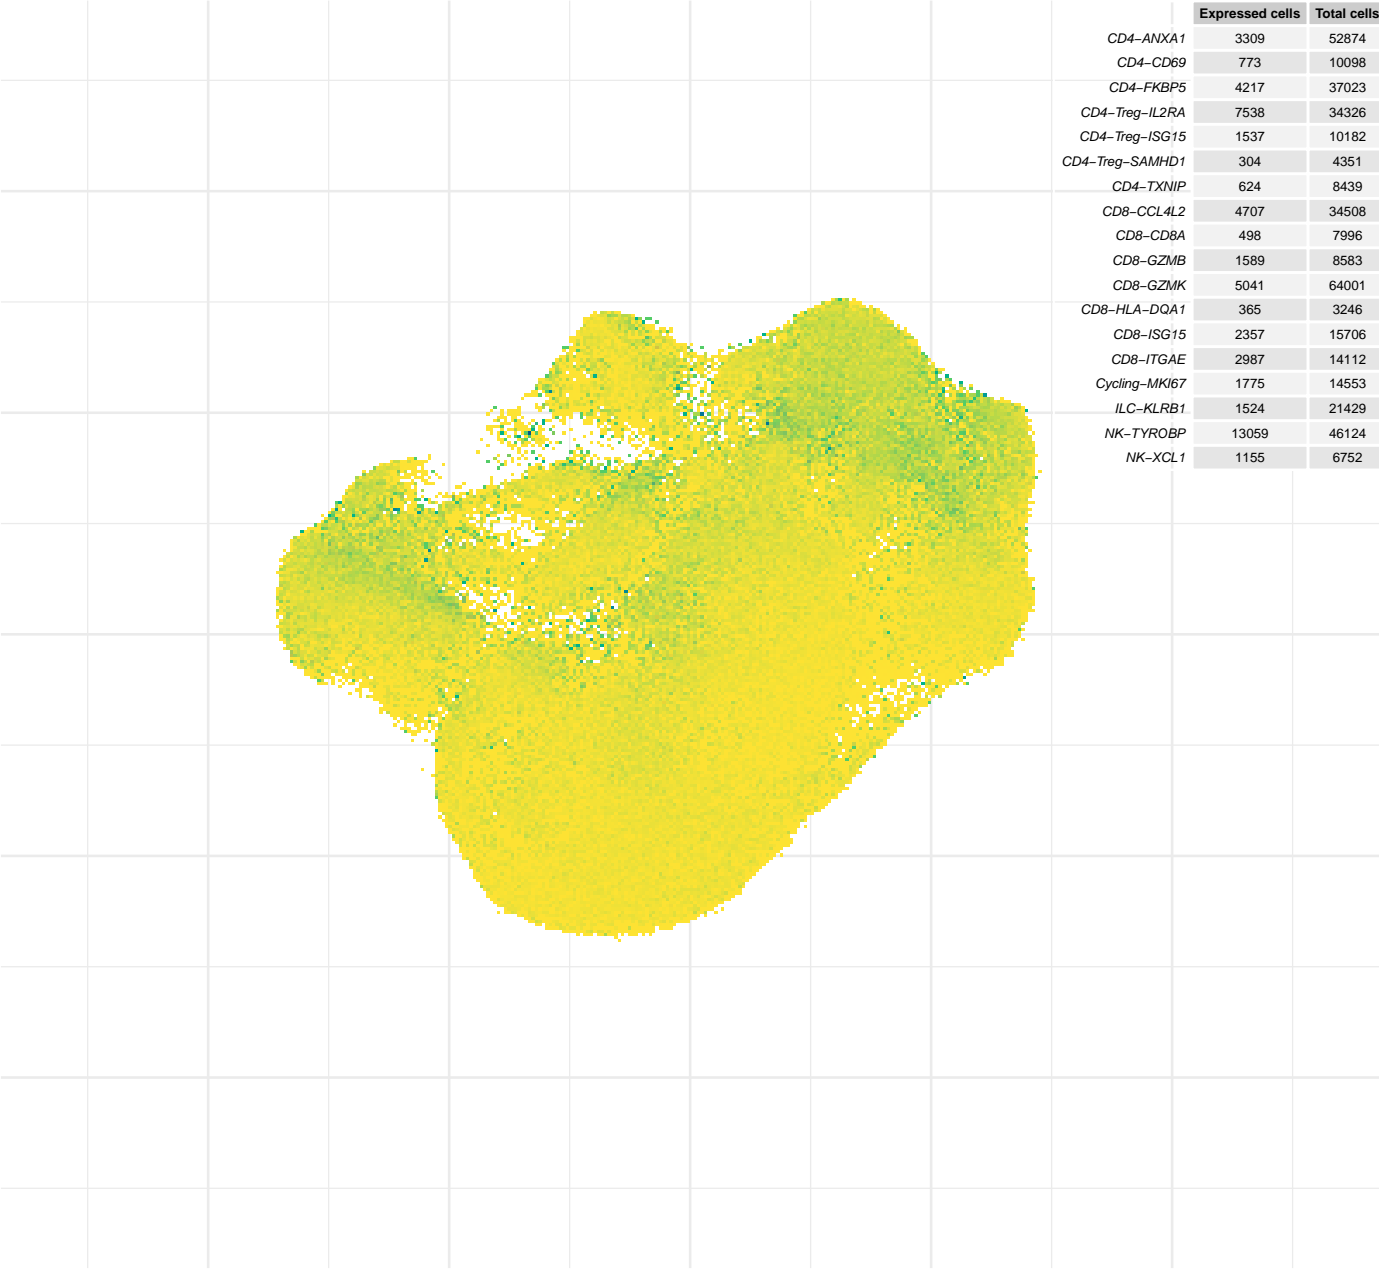 Expressed cells Total cells
CD4−ANXA1 3309 52874
CD4−CD69 773 10098
CD4−FKBP5 4217 37023
CD4−Treg−IL2RA 7538 34326
CD4−Treg−ISG15 1537 10182
CD4−Treg−SAMHD1 304 4351
CD4−TXNIP 624 8439
CD8−CCL4L2 4707 34508
CD8−CD8A 498 7996
CD8−GZMB 1589 8583
CD8−GZMK 5041 64001
CD8−HLA−DQA1 365 3246
CD8−ISG15 2357 15706
CD8−ITGAE 2987 14112
Cycling−MKI67 1775 14553
ILC−KLRB1 1524 21429
NK−TYROBP 13059 46124
NK−XCL1 1155 6752